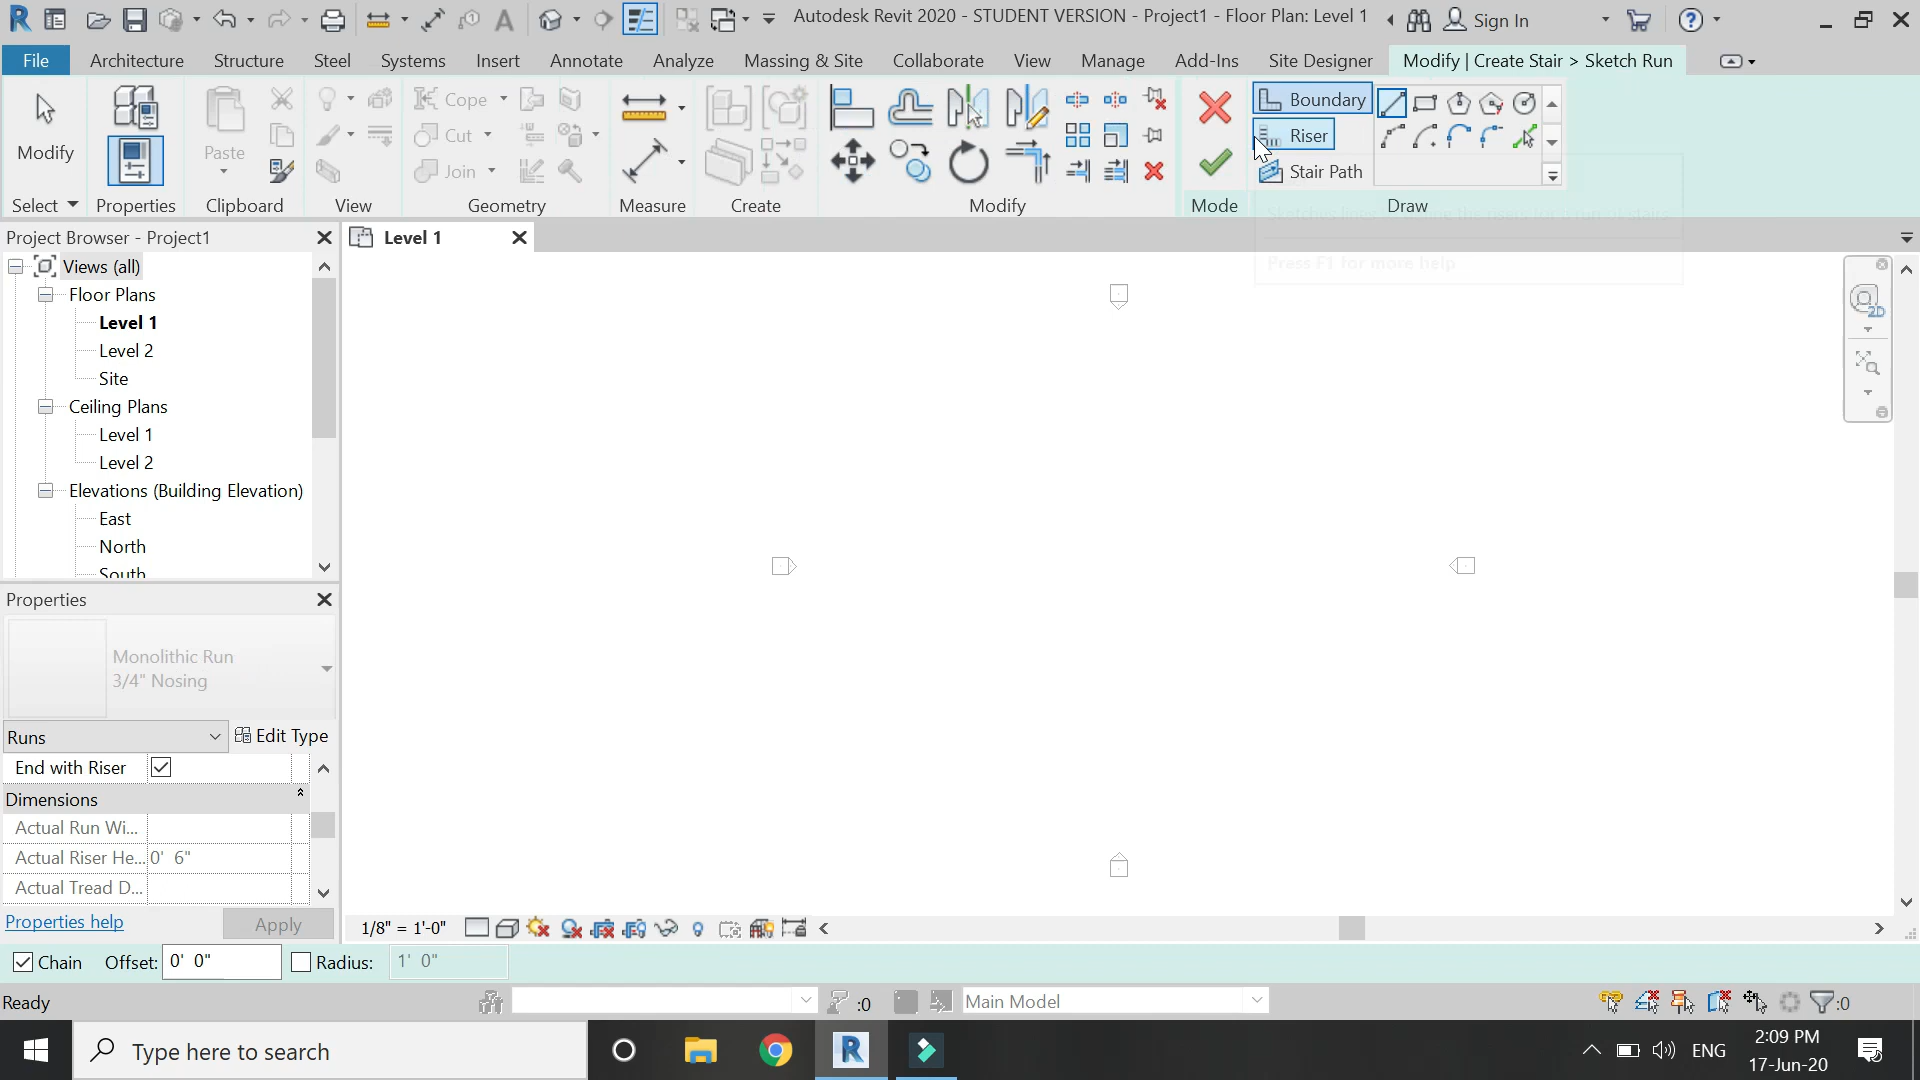 Autodesk Revit 2020 - STUDENT VERSION - Project1 - Floor Plan: Level 1
Sign In
File
Architecture
Structure
Steel
Systems
Insert
Annotate
Analyze
Massing & Site
Collaborate
View
Manage
Add-Ins
Site Designer
Modify | Create Stair > Sketch Run
Modify
Paste
Cope
Cut
Join
Boundary
Riser
Stair Path
Select
Properties
Clipboard
View
Geometry
Measure
Create
Modify
Mode
Draw
Press F1 for more help
Project Browser - Project1
Level 1
Views (all)
Floor Plans
Level 1
Level 2
Site
Ceiling Plans
Level 1
Level 2
Elevations (Building Elevation)
East
North
South
2D
Properties
Monolithic Run
3/4" Nosing
Runs
Edit Type
End with Riser
Dimensions
Actual Run Wi...
Actual Riser He... 0' 6"
Actual Tread D...
Properties help
Apply
1/8" = 1'-0"
Chain
Offset: 0' 0"
Radius: 1' 0"
Ready
:0
Main Model
:0
Type here to search
ENG
2:09 PM
17-Jun-20